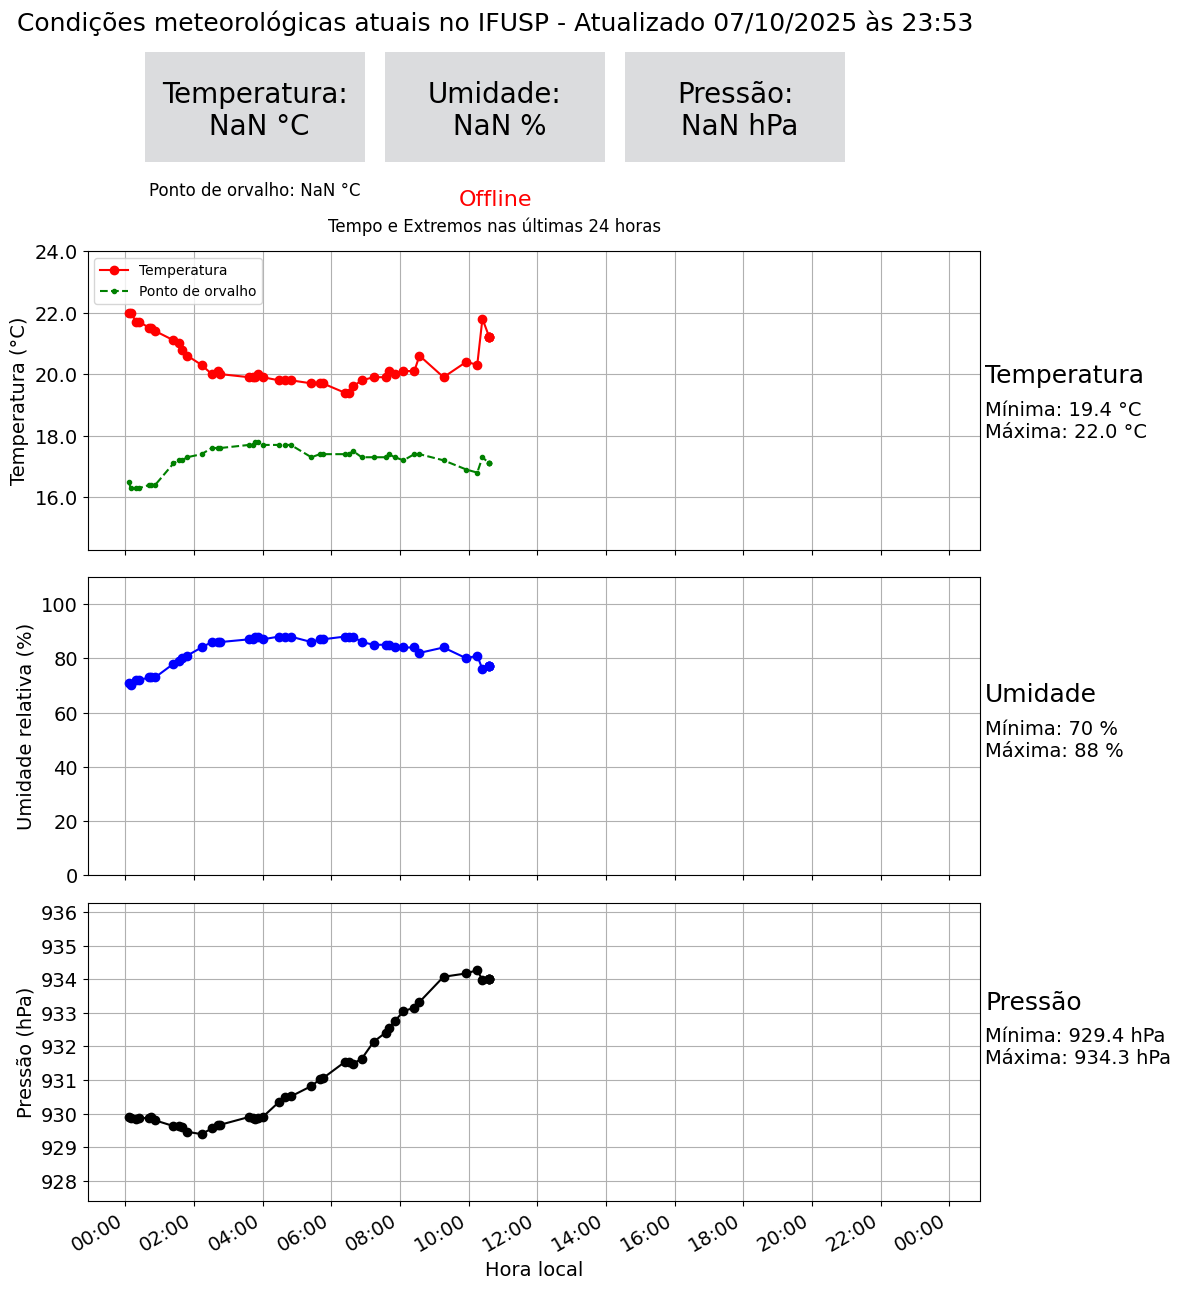 Condições meteorológicas atuais no IFUSP - Atualizado 07/10/2025 às 23:53
Temperatura:
NaN °C
Umidade:
NaN %
Pressão:
NaN hPa
Ponto de orvalho: NaN °C
Offline
Tempo e Extremos nas últimas 24 horas
Temperatura (°C)
24.0
22.0
20.0
18.0
16.0
Temperatura
Ponto de orvalho
Temperatura
Mínima: 19.4 °C
Máxima: 22.0 °C
Umidade relativa (%)
100
80
60
40
20
0
Umidade
Mínima: 70 %
Máxima: 88 %
Pressão (hPa)
936
935
934
933
932
931
930
929
928
Pressão
Mínima: 929.4 hPa
Máxima: 934.3 hPa
00:00 02:00 04:00 06:00 08:00 10:00 12:00 14:00 16:00 18:00 20:00 22:00 00:00
Hora local